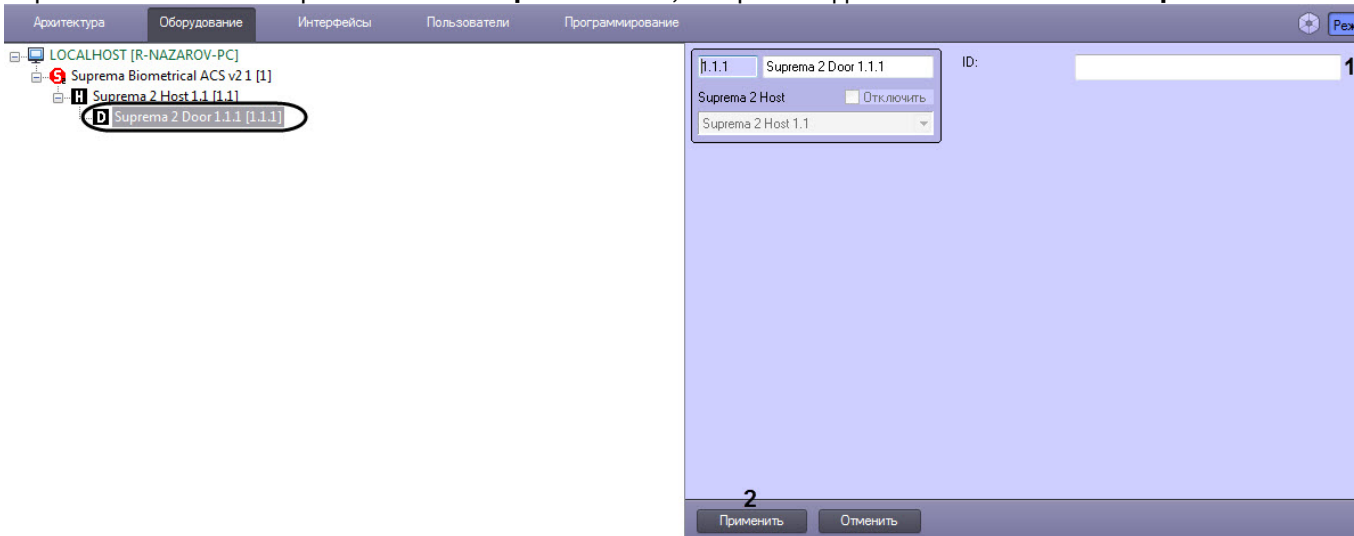 Архитектура Оборудование Интерфейсы Пользователи Программирование
LOCALHOST [R-NAZAROV-PC]
Suprema Biometrical ACS v2 1 [1]
H Suprema 2 Host 1.1 [1.1]
D Suprema 2 Door 1.1.1 [1.1.1]
1.1.1 Suprema 2 Door 1.1.1
Suprema 2 Host Отключить
Suprema 2 Host 1.1
ID: 1
2
Применить Отменить